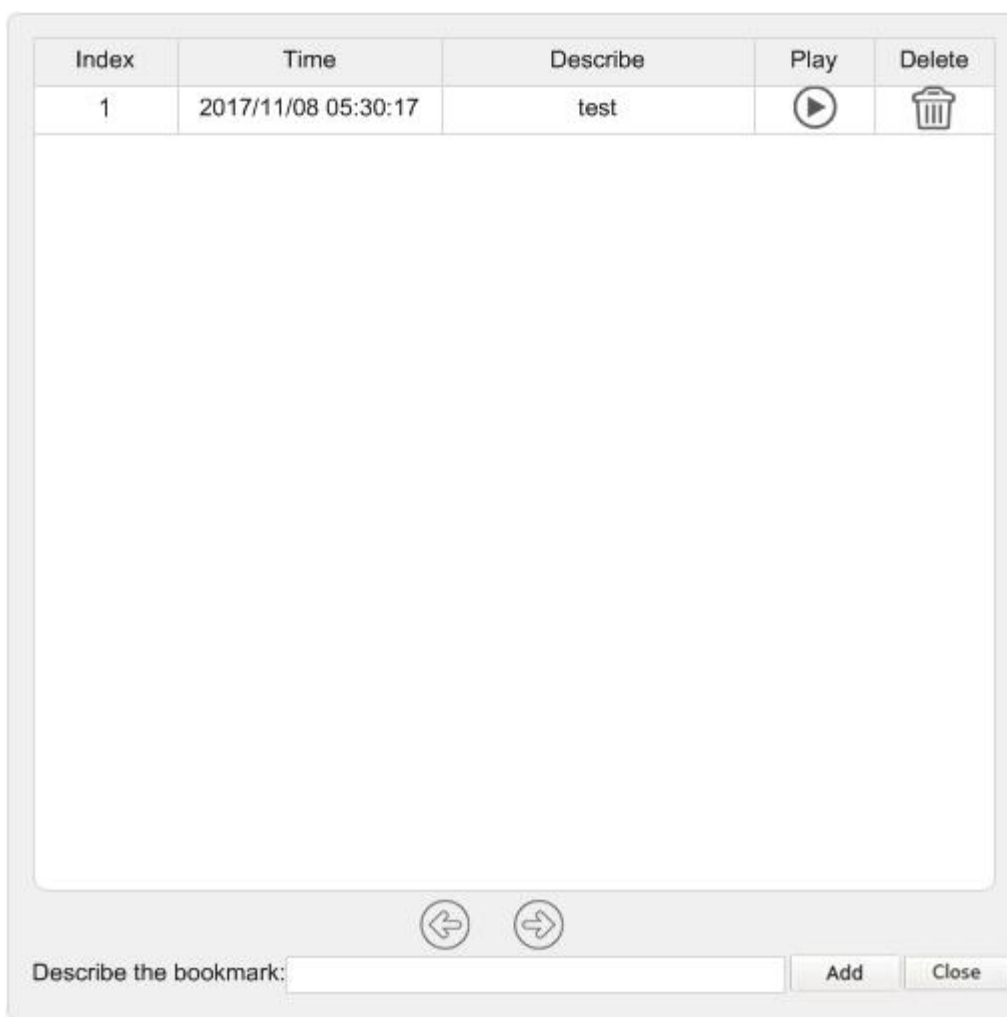 Index Time Describe Play Delete
1 2017/11/08 05:30:17 test
Describe the bookmark: Add Close